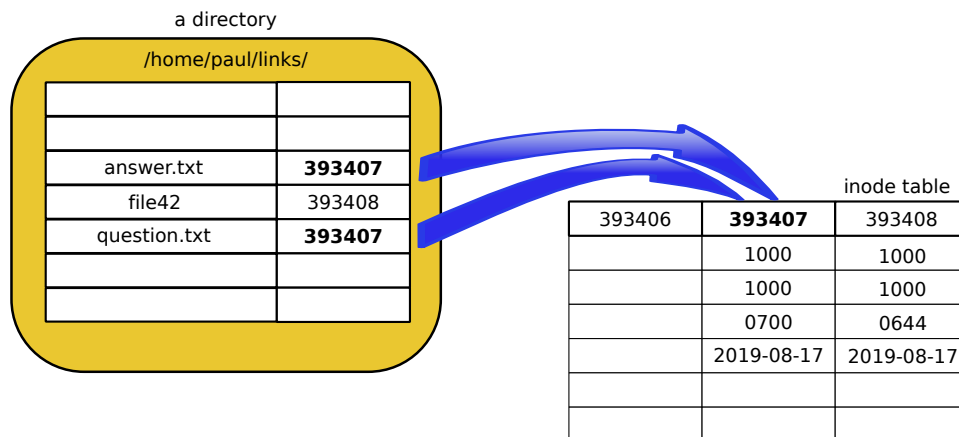 a directory
/home/paul/links/
answer.txt 393407
file42 393408
question.txt 393407
inode table
393406 393407 393408
1000 1000
1000 1000
0700 0644
2019-08-17 2019-08-17